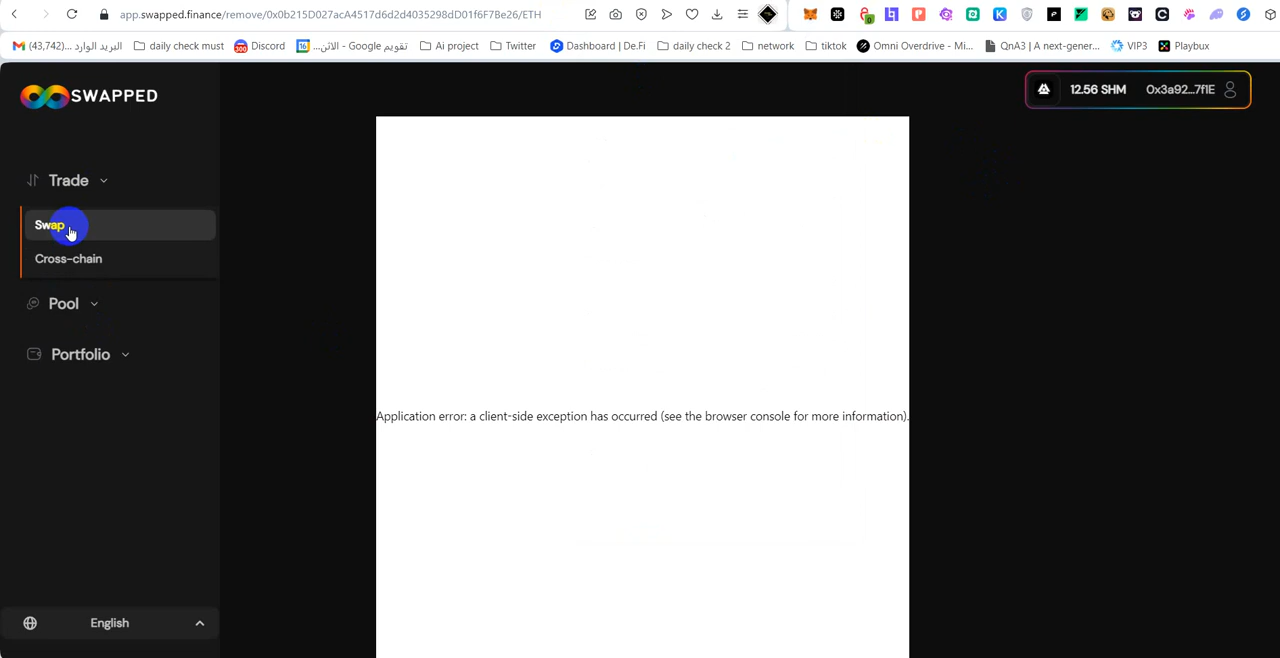 app.swapped.finance/remove/0x0b215D027acA4517d6d2d4035298dD01f6F7Be26/ETH
البريد الوارد (43,742)...
daily check must
300
Discord
16
تقويم Google - الاثن...
Ai project
Twitter
Dashboard | De.Fi
daily check 2
network
tiktok
Omni Overdrive - Mi...
QnA3 | A next-gener...
VIP3
Playbux
SWAPPED
12.56 SHM
0x3a92...7f1E
Trade
Swap
Cross-chain
Pool
Portfolio
Application error: a client-side exception has occurred (see the browser console for more information).
English